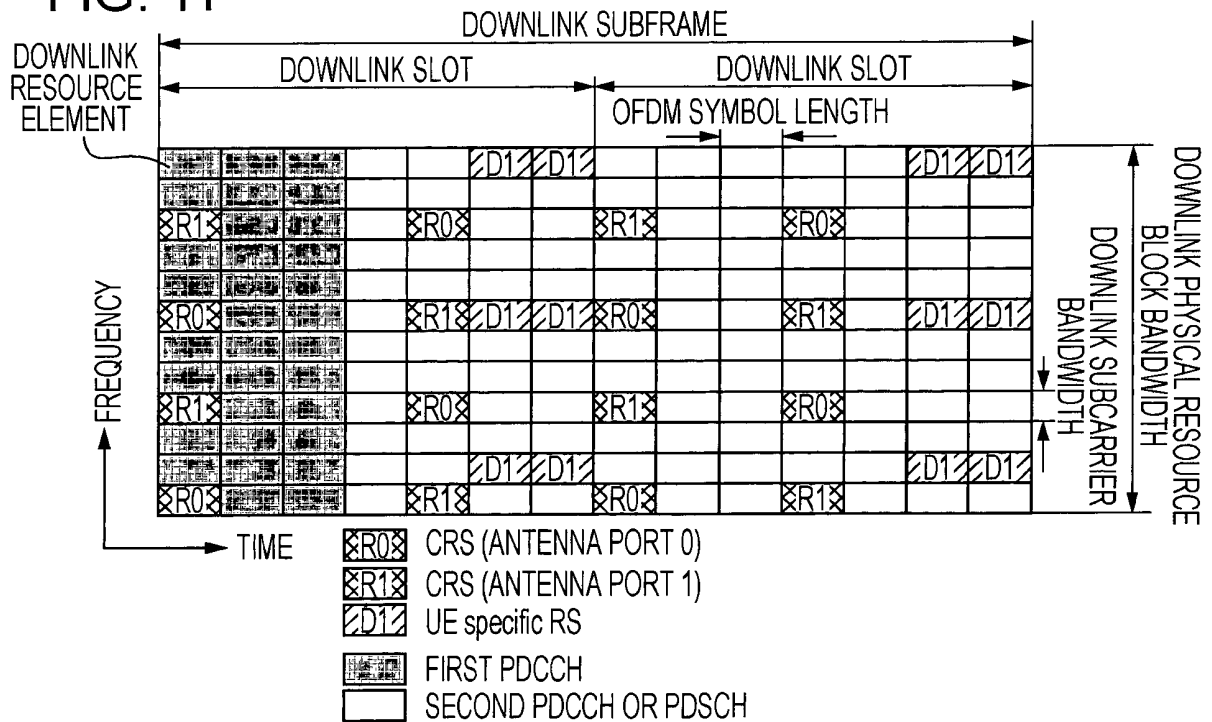 FIG. 11
DOWNLINK SUBFRAME
DOWNLINK
RESOURCE
ELEMENT
DOWNLINK SLOT
DOWNLINK SLOT
OFDM SYMBOL LENGTH
D1 D1 D1 D1
R1 R0 R1 R0
R0 R1 D1 D1 R0 R1 D1 D1
R1 R0 R1 R0
D1 D1 D1 D1
R0 R1 R0 R1
FREQUENCY
TIME
DOWNLINK SUBCARRIER
BANDWIDTH
DOWNLINK PHYSICAL RESOURCE
BLOCK BANDWIDTH
R0 CRS (ANTENNA PORT 0)
R1 CRS (ANTENNA PORT 1)
D1 UE specific RS
FIRST PDCCH
SECOND PDCCH OR PDSCH